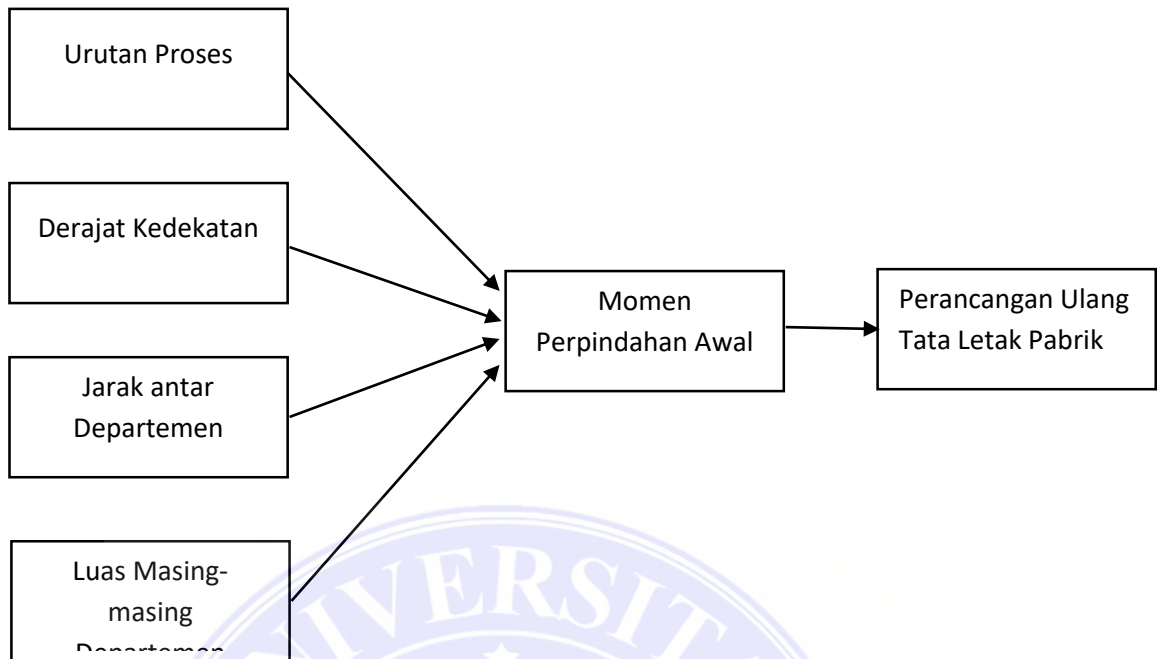 Urutan Proses
Derajat Kedekatan
Jarak antar
Departemen
Luas Masing-
masing
Momen
Perpindahan Awal
Perancangan Ulang
Tata Letak Pabrik